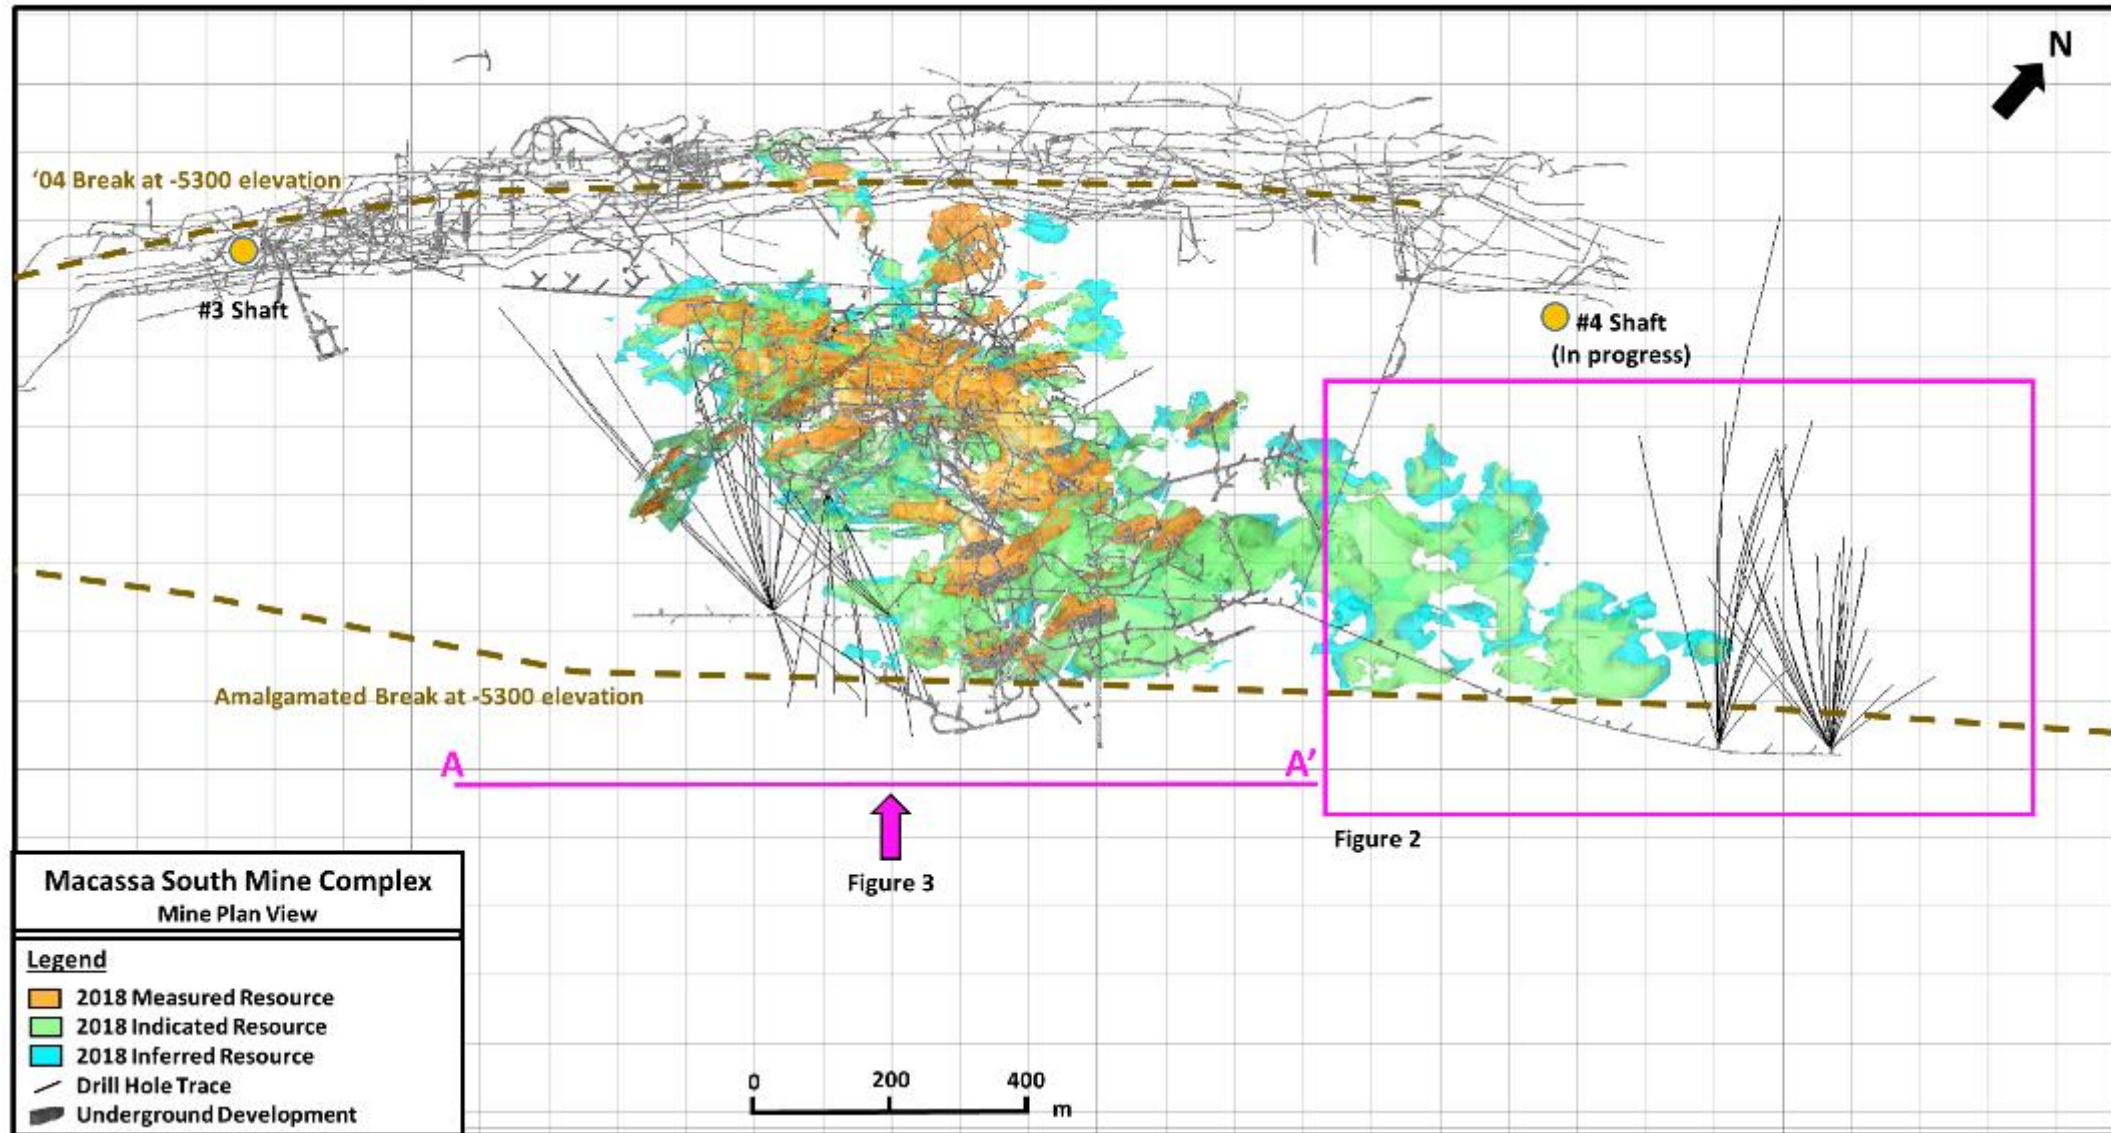 N
'04 Break at -5300 elevation
#3 Shaft
#4 Shaft
(In progress)
Amalgamated Break at -5300 elevation
A
A'
Figure 3
Figure 2
Macassa South Mine Complex
Mine Plan View
Legend
2018 Measured Resource
2018 Indicated Resource
2018 Inferred Resource
Drill Hole Trace
Underground Development
0 200 400
m